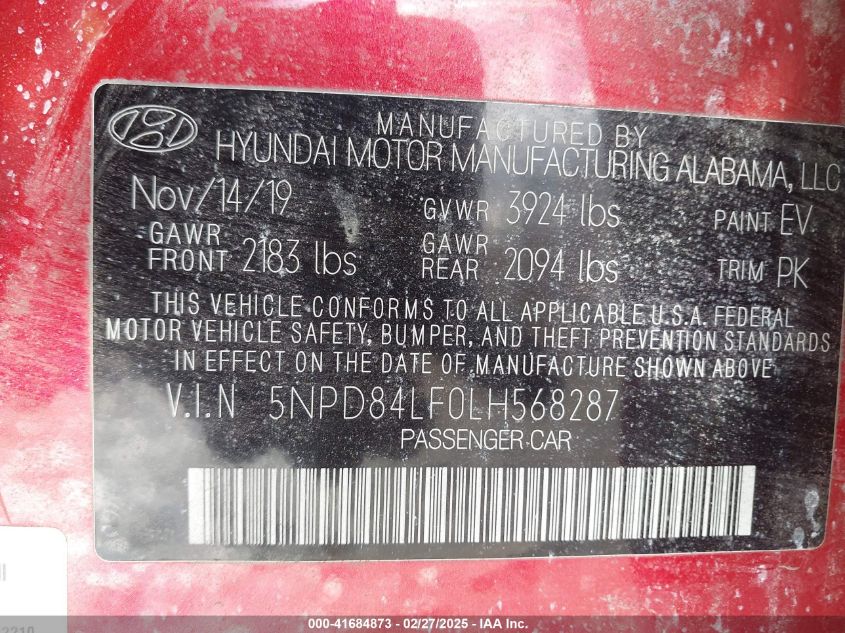 MANUFACTURED BY
HYUNDAI MOTOR MANUFACTURING ALABAMA, LLC
Nov/14/19 GVWR 3924 lbs PAINT EV
GAWR FRONT 2183 lbs GAWR REAR 2094 lbs TRIM PK
THIS VEHICLE CONFORMS TO ALL APPLICABLE U.S.A. FEDERAL
MOTOR VEHICLE SAFETY, BUMPER, AND THEFT PREVENTION STANDARDS
IN EFFECT ON THE DATE OF MANUFACTURE SHOWN ABOVE
V.I.N 5NPD84LF0LH568287
PASSENGER CAR
000-41684873 - 02/27/2025 - IAA Inc.